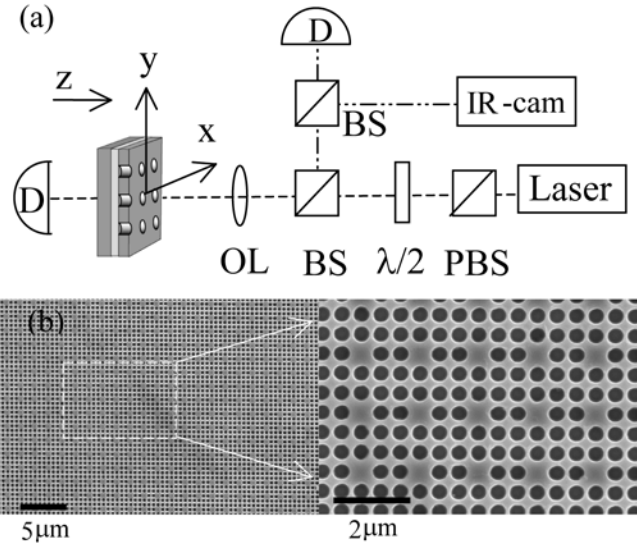 (a)
D
y
z
BS
IR-cam
x
D
Laser
OL
BS
λ/2
PBS
(b)
5μm
2μm